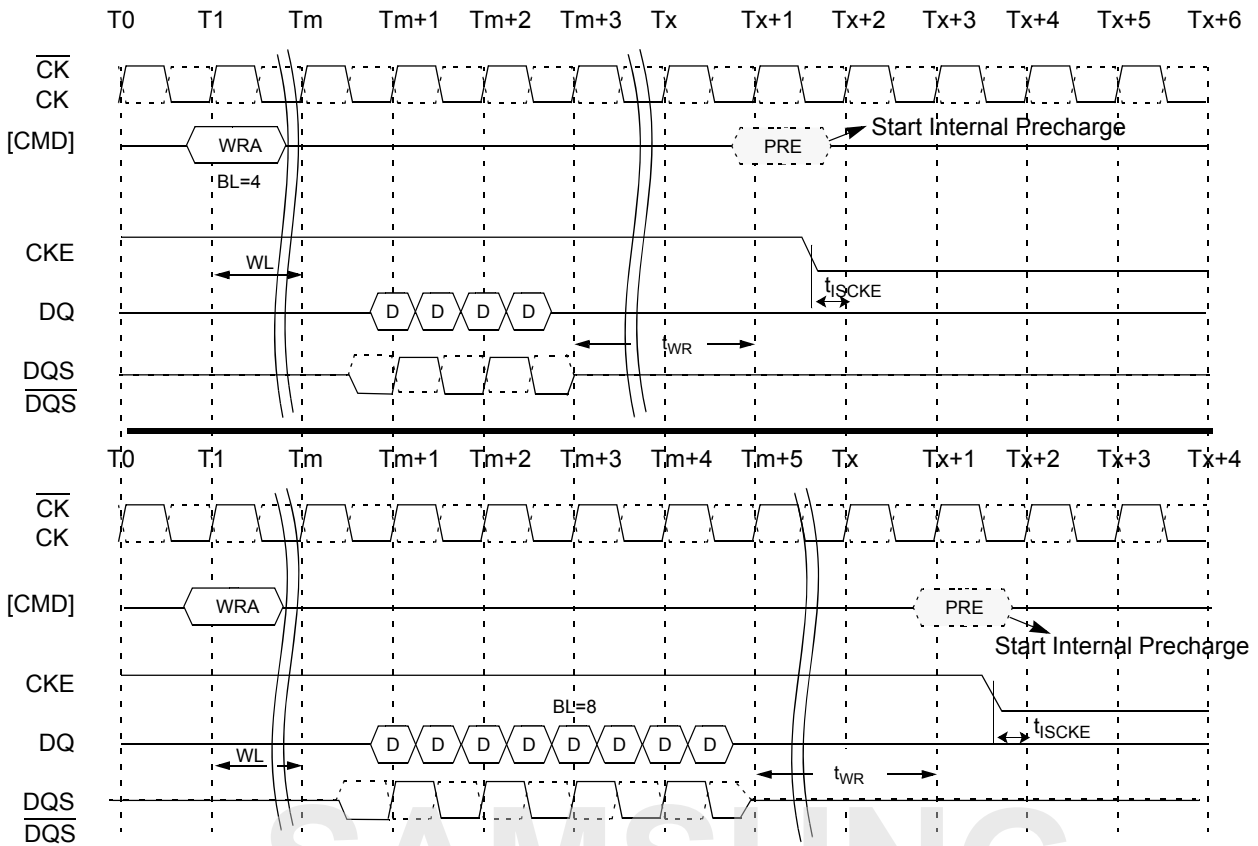 T0 T1 Tm Tm+1 Tm+2 Tm+3 Tx Tx+1 Tx+2 Tx+3 Tx+4 Tx+5 Tx+6
CK
CK
[CMD] WRA PRE Start Internal Precharge
BL=4
CKE
WL
tISCKE
DQ D D D D
tWR
DQS
DQS
T0 T1 Tm Tm+1 Tm+2 Tm+3 Tm+4 Tm+5 Tx Tx+1 Tx+2 Tx+3 Tx+4
CK
CK
[CMD] WRA PRE
Start Internal Precharge
CKE
BL=8
tISCKE
DQ D D D D D D D D
WL
tWR
DQS
DQS
SAMSUNG